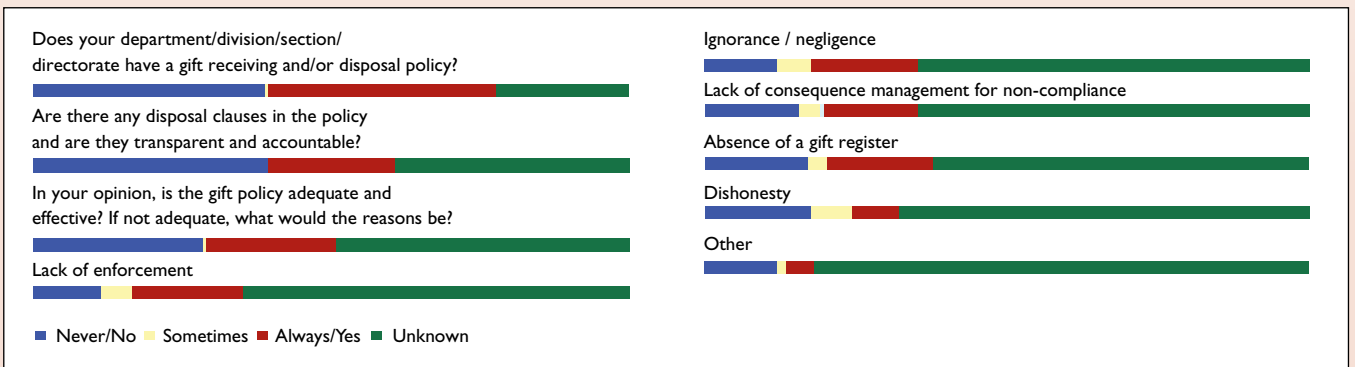 Does your department/division/section/
directorate have a gift receiving and/or disposal policy?
Are there any disposal clauses in the policy
and are they transparent and accountable?
In your opinion, is the gift policy adequate and
effective? If not adequate, what would the reasons be?
Lack of enforcement
Never/No Sometimes Always/Yes Unknown
Ignorance / negligence
Lack of consequence management for non-compliance
Absence of a gift register
Dishonesty
Other